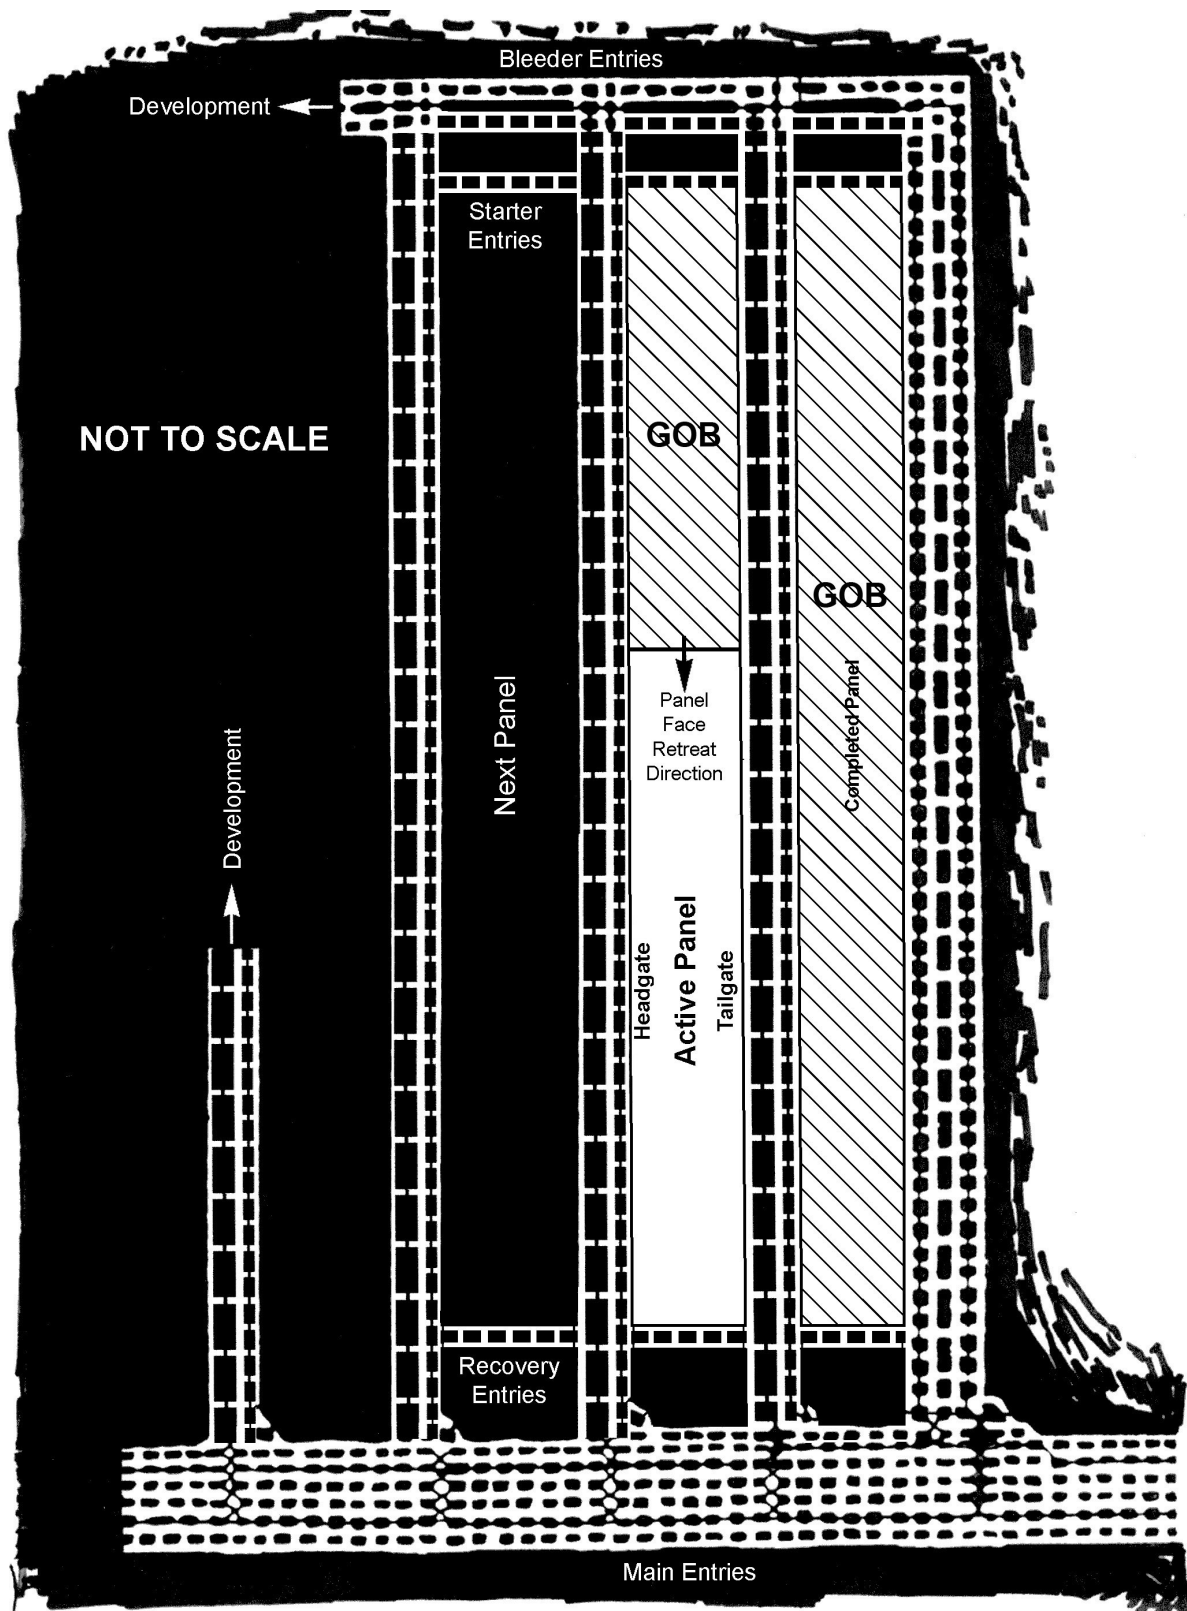 Bleeder Entries
Development
Starter
Entries
NOT TO SCALE
GOB
GOB
Panel
Face
Retreat
Direction
Completed Panel
Next Panel
Development
Headgate
Active Panel
Tailgate
Recovery
Entries
Main Entries